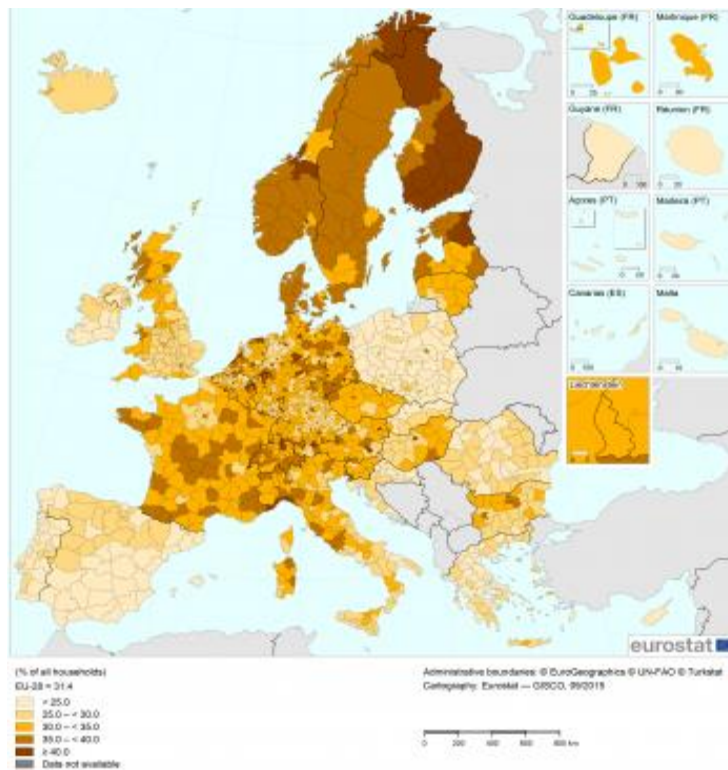 Guadeloupe (FR)
Martinique (FR)
Guyane (FR)
Réunion (FR)
Açores (PT)
Madeira (PT)
Canarias (ES)
Malta
Liechtenstein
eurostat
(% of all households)
EU-28 = 31.4
< 25.0
25.0 – < 30.0
30.0 – < 35.0
35.0 – < 40.0
≥ 40.0
Data not available
Administrative boundaries: © EuroGeographics © UN-FAO © Turkstat
Cartography: Eurostat — GISCO, 09/2015
0 200 400 600 800 km